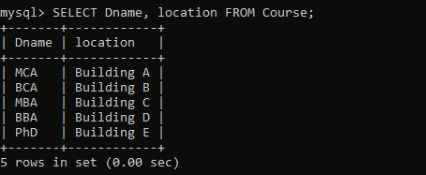 mysql> SELECT Dname, location FROM Course;
+-------+------------+
| Dname | location   |
+-------+------------+
| MCA   | Building A |
| BCA   | Building B |
| MBA   | Building C |
| BBA   | Building D |
| PhD   | Building E |
+-------+------------+
5 rows in set (0.00 sec)